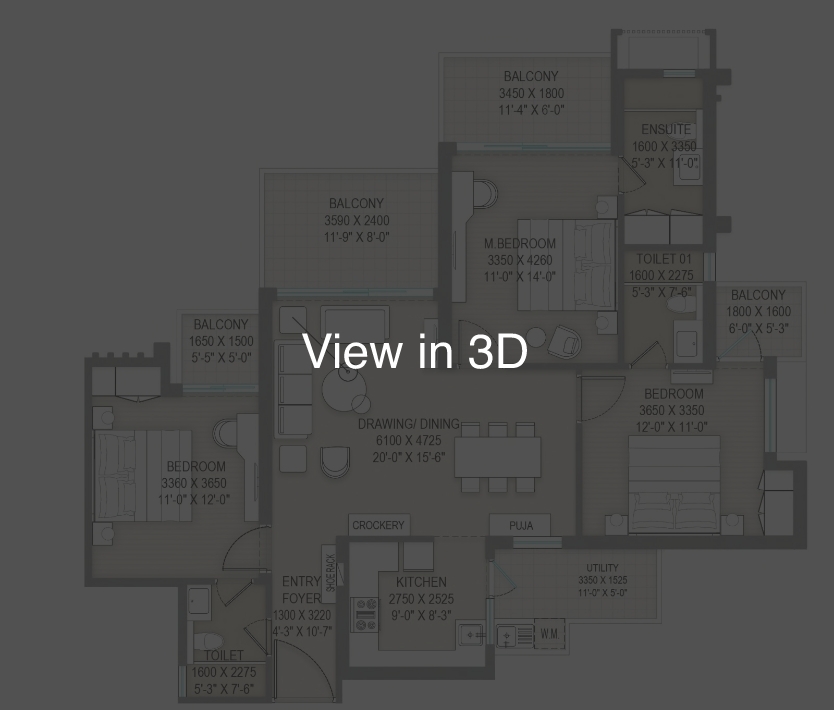 BALCONY
3450 X 1800
11'-4" X 6'-0"
ENSUITE
1600 X 3350
5'-3" X 11'-0"
BALCONY
3590 X 2400
11'-9" X 8'-0"
M.BEDROOM
3350 X 4260
11'-0" X 14'-0"
TOILET 01
1600 X 2275
5'-3" X 7'-6"
BALCONY
1800 X 1600
6'-0" X 5'-3"
BALCONY
1650 X 1500
5'-5" X 5'-0"
View in 3D
BEDROOM
3650 X 3350
12'-0" X 11'-0"
DRAWING/ DINING
6100 X 4725
20'-0" X 15'-6"
BEDROOM
3360 X 3650
11'-0" X 12'-0"
CROCKERY
PUJA
SHOE RACK
ENTRY
FOYER
1300 X 3220
4'-3" X 10'-7"
KITCHEN
2750 X 2525
9'-0" X 8'-3"
UTILITY
3350 X 1525
11'-0" X 5'-0"
W.M.
TOILET
1600 X 2275
5'-3" X 7'-6"